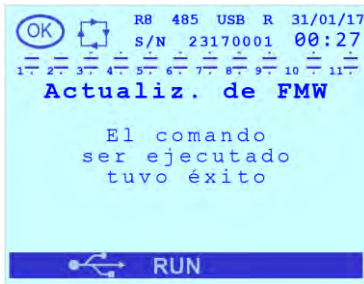 OK R8 485 USB R 31/01/17
S/N 23170001 00:27
1 2 3 4 5 6 7 8 9 10 11
Actualiz. de FMW
El comando
ser ejecutado
tuvo éxito
RUN